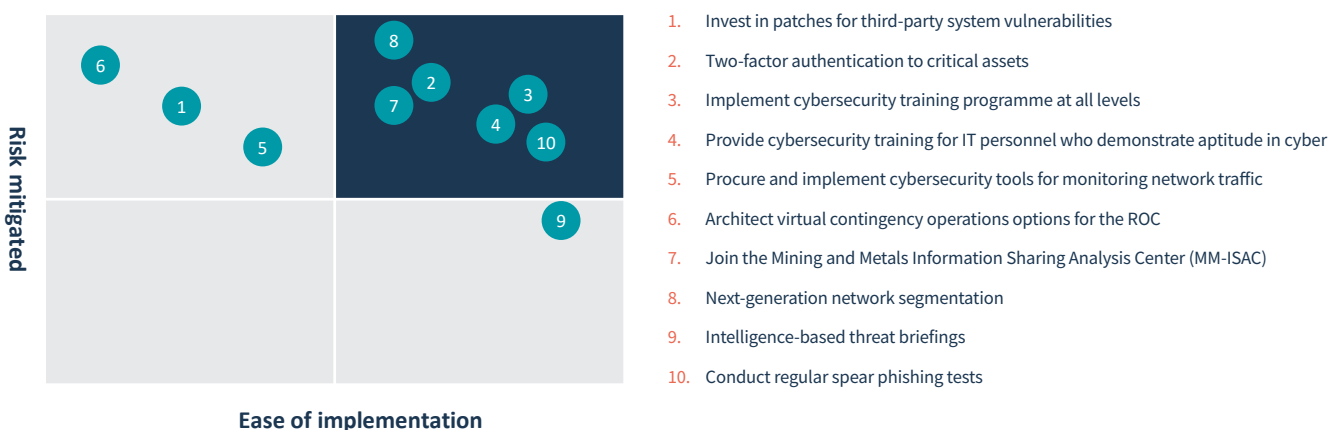 Risk mitigated
6
1
5
8
2
7
3
4
10
9
Ease of implementation
1. Invest in patches for third-party system vulnerabilities
2. Two-factor authentication to critical assets
3. Implement cybersecurity training programme at all levels
4. Provide cybersecurity training for IT personnel who demonstrate aptitude in cyber
5. Procure and implement cybersecurity tools for monitoring network traffic
6. Architect virtual contingency operations options for the ROC
7. Join the Mining and Metals Information Sharing Analysis Center (MM-ISAC)
8. Next-generation network segmentation
9. Intelligence-based threat briefings
10. Conduct regular spear phishing tests